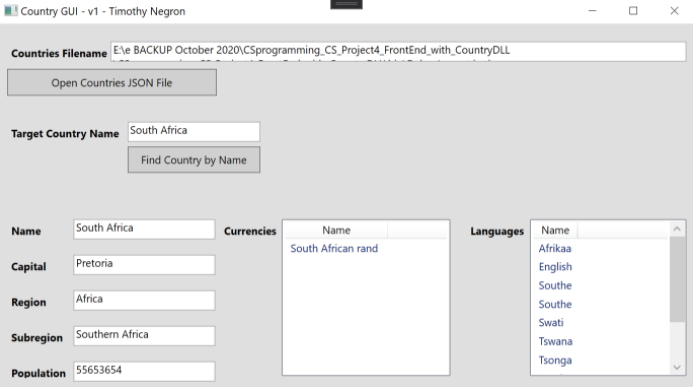 Country GUI - v1 - Timothy Negron
Countries Filename
E:\e BACKUP October 2020\CSprogramming_CS_Project4_FrontEnd_with_CountryDLL
Open Countries JSON File
Target Country Name
South Africa
Find Country by Name
Name
South Africa
Capital
Pretoria
Region
Africa
Subregion
Southern Africa
Population
55653654
Currencies
Name
South African rand
Languages
Name
Afrikaa
English
Southe
Southe
Swati
Tswana
Tsonga